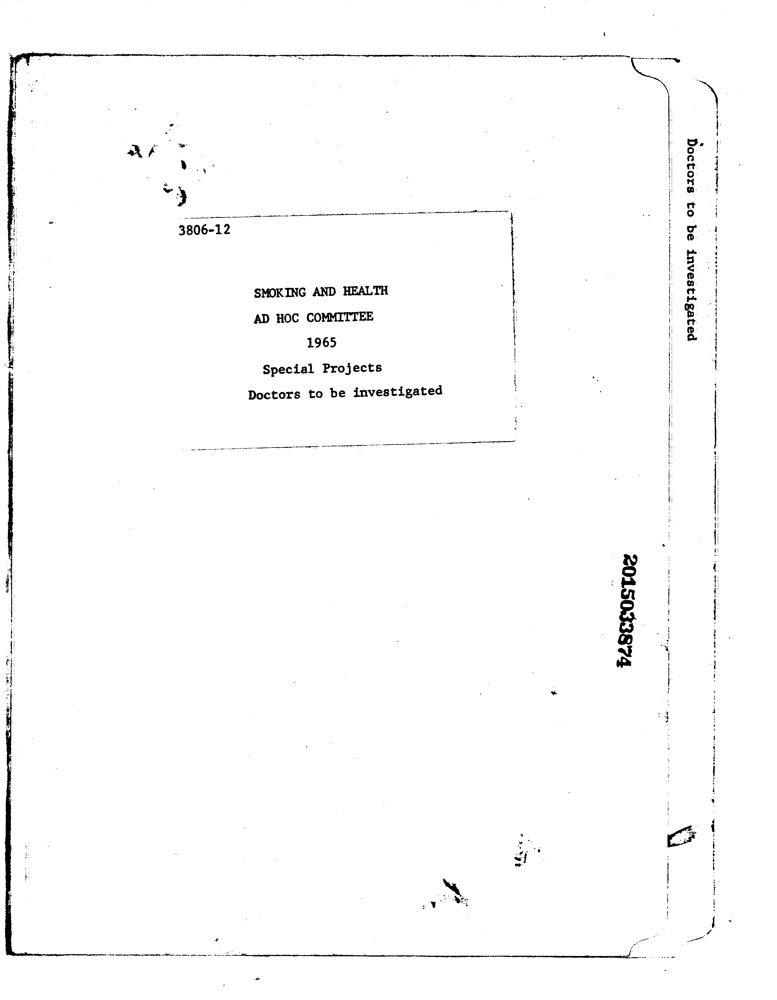 Doctors to be investigated
3806-12
SMOKING AND HEALTH
AD HOC COMMITTEE
1965
Special Projects
Doctors to be investigated
2015033874